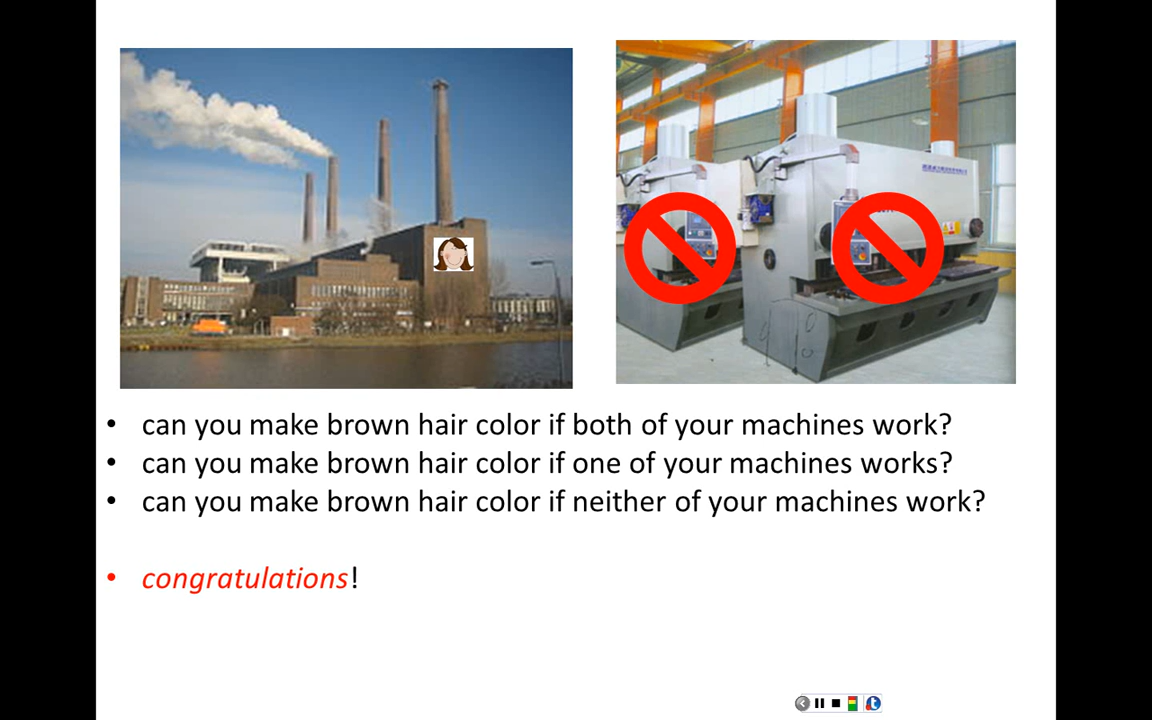 can you make brown hair color if both of your machines work?
can you make brown hair color if one of your machines works?
can you make brown hair color if neither of your machines work?
congratulations!